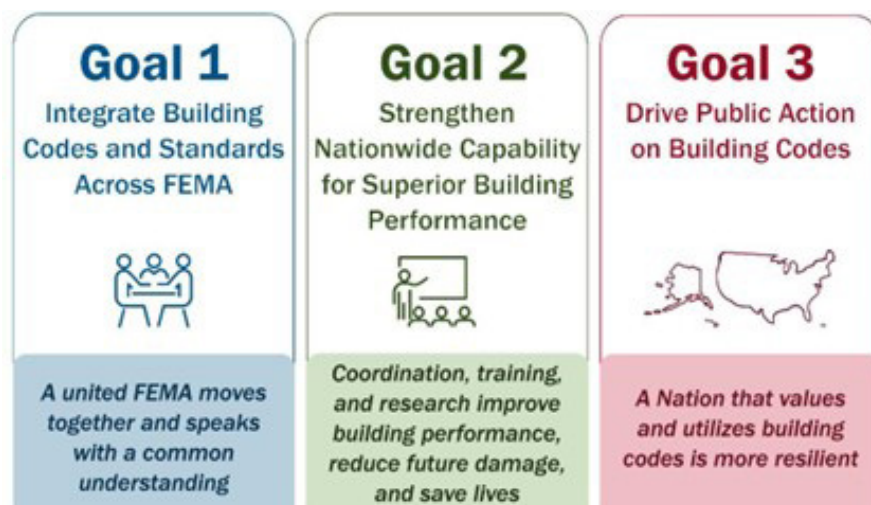 Goal 1
Integrate Building
Codes and Standards
Across FEMA
A united FEMA moves
together and speaks
with a common
understanding
Goal 2
Strengthen
Nationwide Capability
for Superior Building
Performance
Coordination, training,
and research improve
building performance,
reduce future damage,
and save lives
Goal 3
Drive Public Action
on Building Codes
A Nation that values
and utilizes building
codes is more resilient